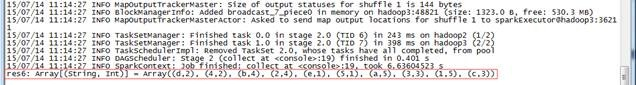 15/07/14 11:14:27 INFO MapOutputTrackerMaster: Size of output statuses for shuffle 1 is 144 bytes
15/07/14 11:14:27 INFO BlockManagerInfo: Added broadcast_7_piece0 in memory on hadoop3:48821 (size: 1323.0 B, free: 530.3 MB)
15/07/14 11:14:27 INFO MapOutputTrackerMasterActor: Asked to send map output locations for shuffle 1 to sparkExecutor@hadoop3:3621
15/07/14 11:14:27 INFO TaskSetManager: Finished task 0.0 in stage 2.0 (TID 6) in 243 ms on hadoop2 (1/2)
15/07/14 11:14:27 INFO TaskSetManager: Finished task 1.0 in stage 2.0 (TID 7) in 398 ms on hadoop3 (2/2)
15/07/14 11:14:27 INFO TaskSchedulerImpl: Removed TaskSet 2.0, whose tasks have all completed, from pool
15/07/14 11:14:27 INFO DAGScheduler: Stage 2 (collect at <console>:19) finished in 0.401 s
15/07/14 11:14:27 INFO SparkContext: Job finished: collect at <console>:19, took 6.63604523 s
res6: Array[(String, Int)] = Array((d,2), (4,2), (b,4), (2,4), (e,1), (5,1), (a,5), (3,3), (1,5), (c,3))